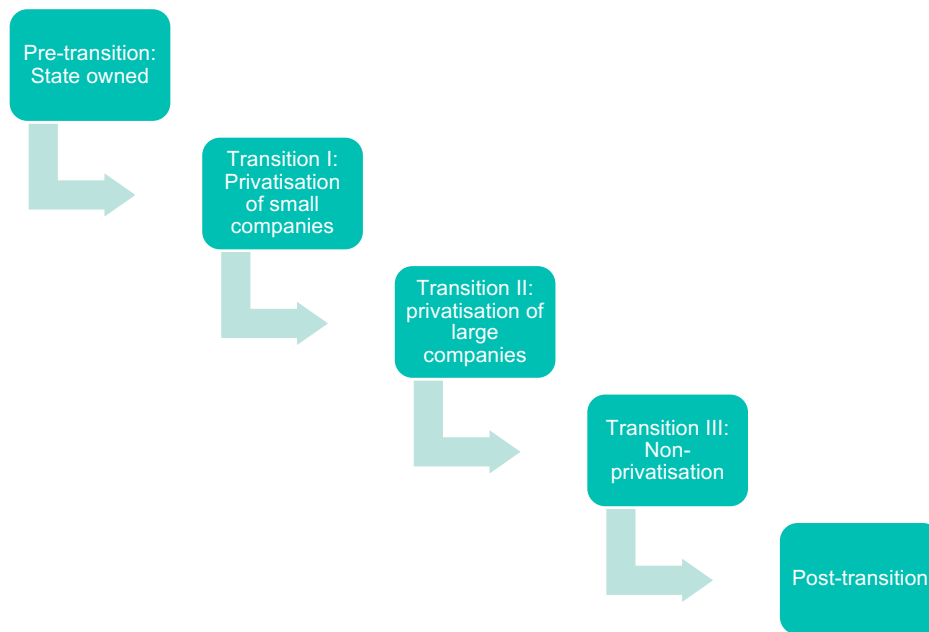 Pre-transition:
State owned
Transition I:
Privatisation
of small
companies
Transition II:
privatisation of
large
companies
Transition III:
Non-
privatisation
Post-transition